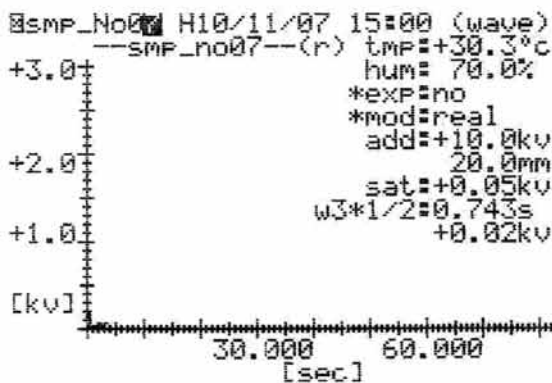 smp_No07 H10/11/07 15:00 (wave)
--smp_no07--(r) tmp:+30.3°c
+3.0 hum: 70.0%
*exp:no
*mod:real
add:+10.0kv
+2.0 20.0mm
sat:+0.05kv
w3*1/2:0.743s
+1.0 +0.02kv
[kv]
30.000 60.000
[sec]